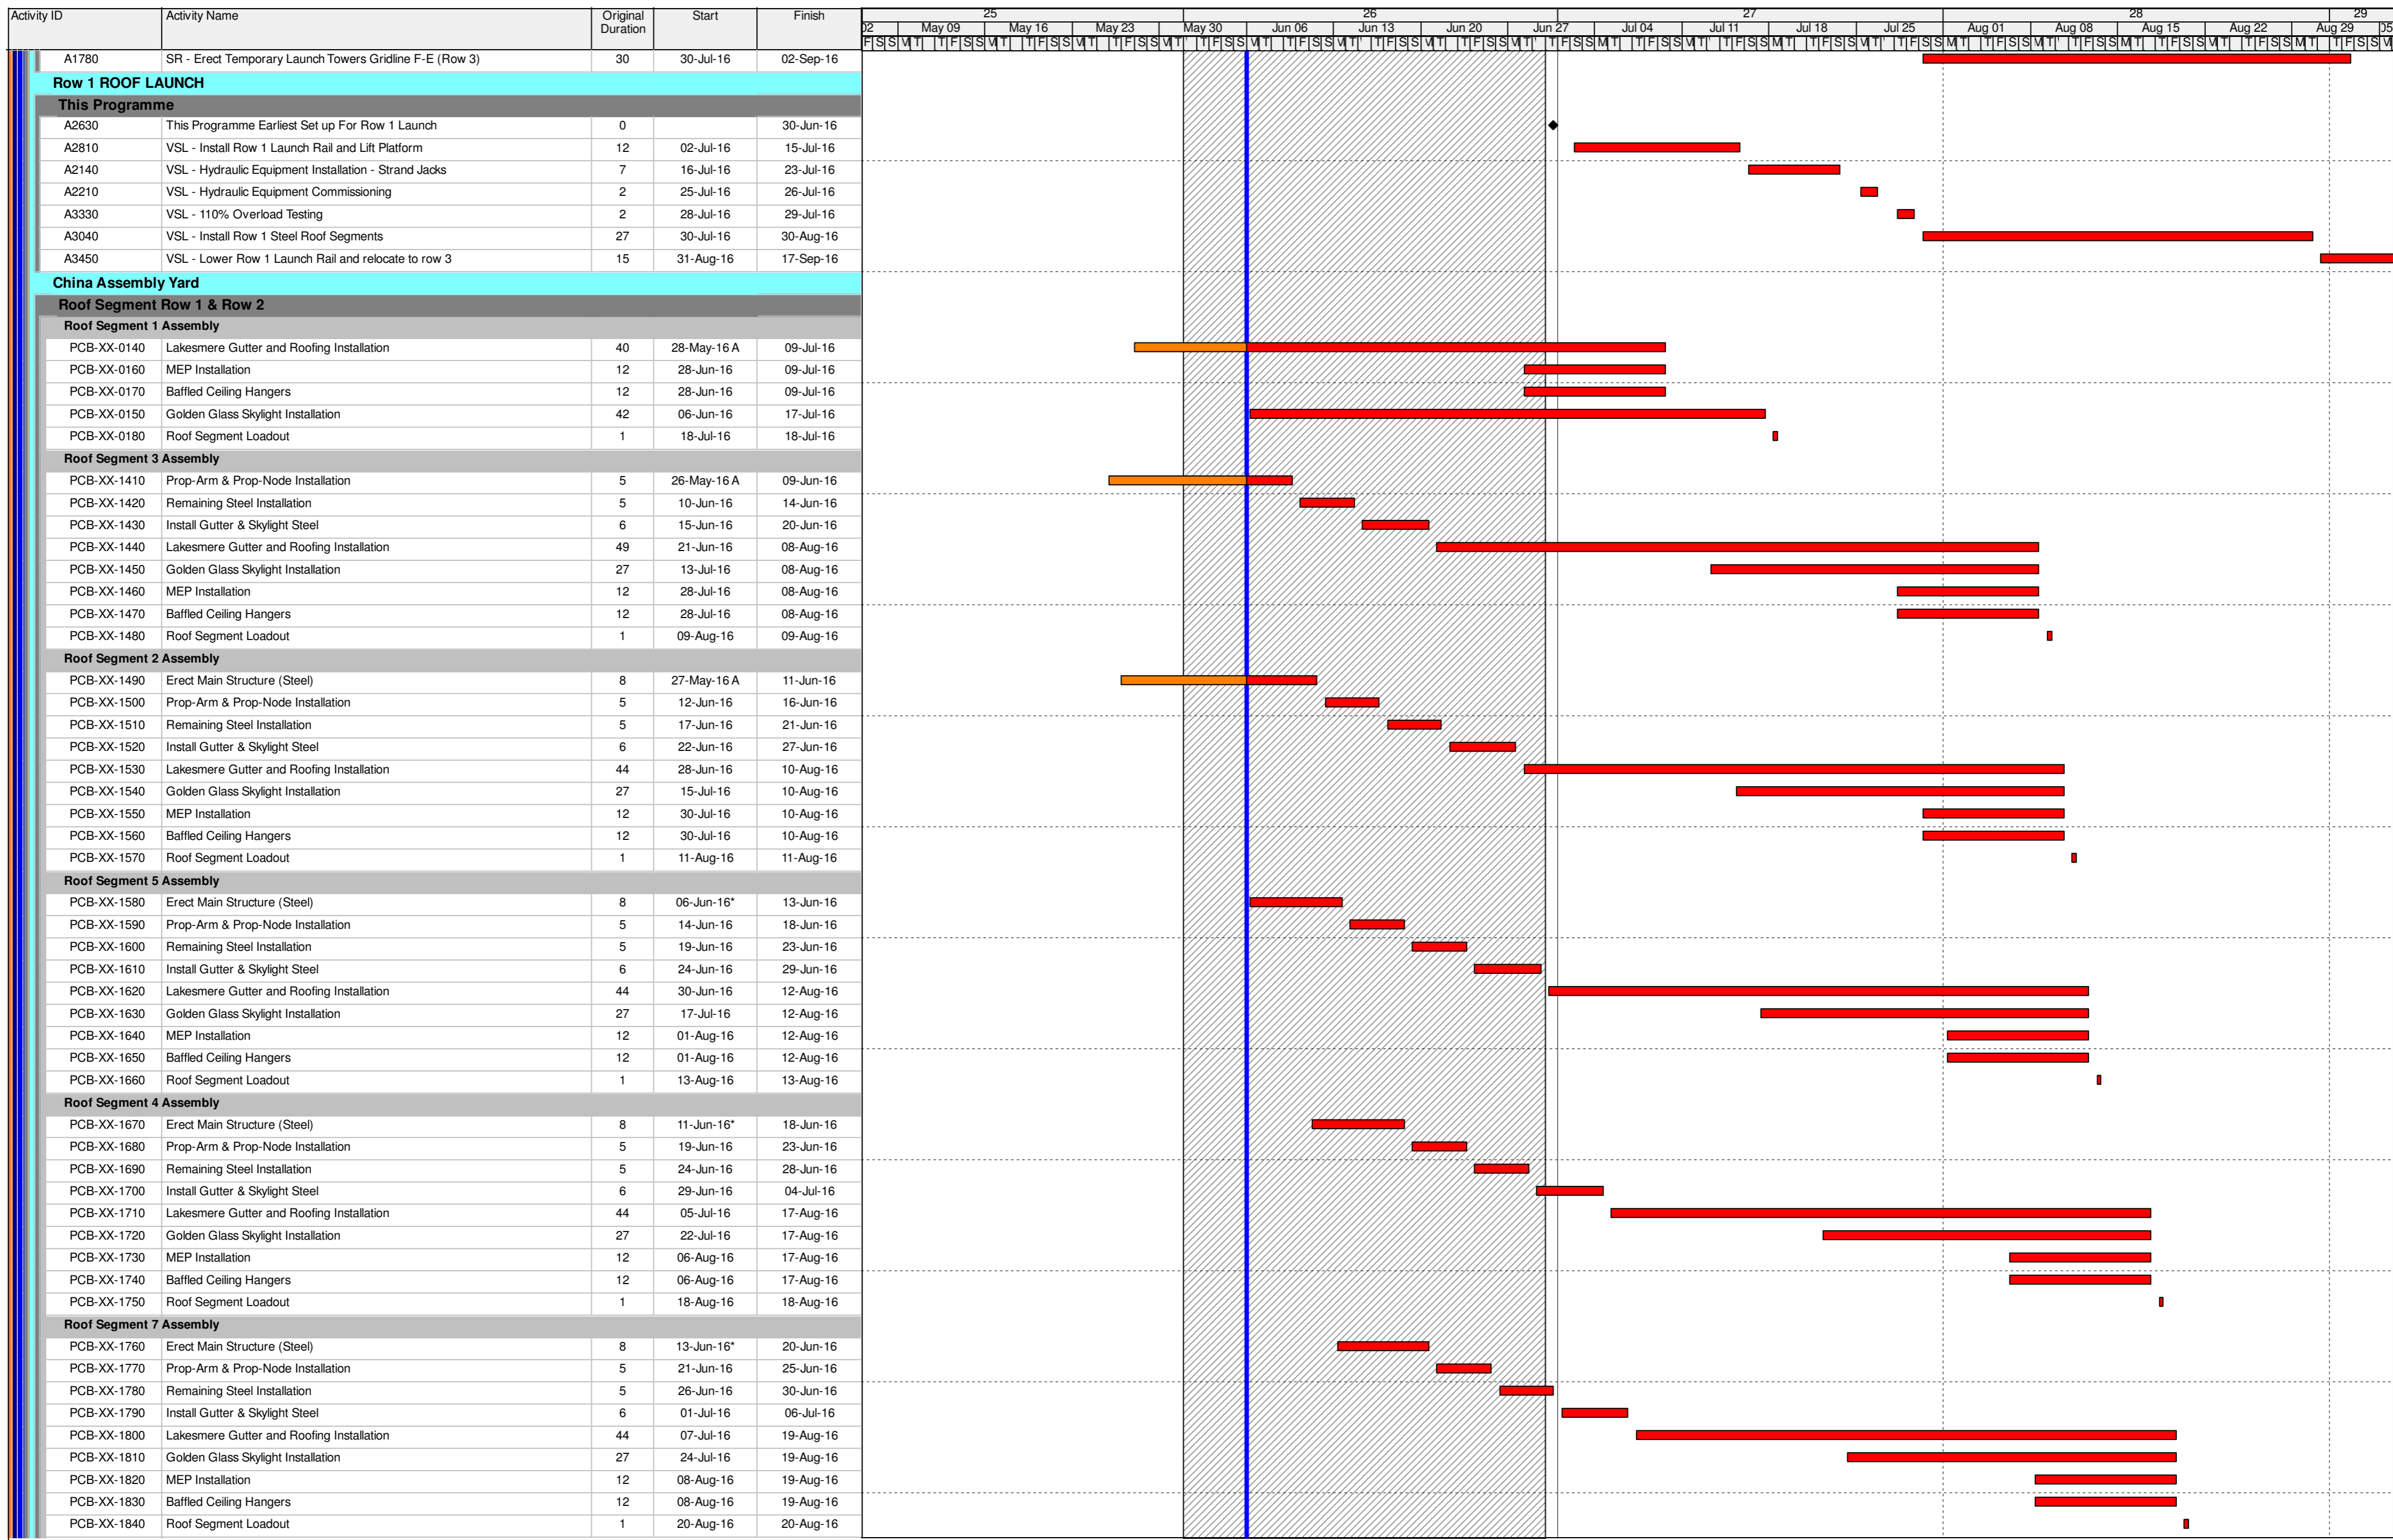 Activity ID Activity Name Original Duration Start Finish
25 26 27 28 29
02 May 09 May 16 May 23 May 30 Jun 06 Jun 13 Jun 20 Jun 27 Jul 04 Jul 11 Jul 18 Jul 25 Aug 01 Aug 08 Aug 15 Aug 22 Aug 29 05
A1780 SR - Erect Temporary Launch Towers Gridline F-E (Row 3) 30 30-Jul-16 02-Sep-16
Row 1 ROOF LAUNCH
This Programme
A2630 This Programme Earliest Set up For Row 1 Launch 0 30-Jun-16
A2810 VSL - Install Row 1 Launch Rail and Lift Platform 12 02-Jul-16 15-Jul-16
A2140 VSL - Hydraulic Equipment Installation - Strand Jacks 7 16-Jul-16 23-Jul-16
A2210 VSL - Hydraulic Equipment Commissioning 2 25-Jul-16 26-Jul-16
A3330 VSL - 110% Overload Testing 2 28-Jul-16 29-Jul-16
A3040 VSL - Install Row 1 Steel Roof Segments 27 30-Jul-16 30-Aug-16
A3450 VSL - Lower Row 1 Launch Rail and relocate to row 3 15 31-Aug-16 17-Sep-16
China Assembly Yard
Roof Segment Row 1 & Row 2
Roof Segment 1 Assembly
PCB-XX-0140 Lakesmere Gutter and Roofing Installation 40 28-May-16 A 09-Jul-16
PCB-XX-0160 MEP Installation 12 28-Jun-16 09-Jul-16
PCB-XX-0170 Baffled Ceiling Hangers 12 28-Jun-16 09-Jul-16
PCB-XX-0150 Golden Glass Skylight Installation 42 06-Jun-16 17-Jul-16
PCB-XX-0180 Roof Segment Loadout 1 18-Jul-16 18-Jul-16
Roof Segment 3 Assembly
PCB-XX-1410 Prop-Arm & Prop-Node Installation 5 26-May-16 A 09-Jun-16
PCB-XX-1420 Remaining Steel Installation 5 10-Jun-16 14-Jun-16
PCB-XX-1430 Install Gutter & Skylight Steel 6 15-Jun-16 20-Jun-16
PCB-XX-1440 Lakesmere Gutter and Roofing Installation 49 21-Jun-16 08-Aug-16
PCB-XX-1450 Golden Glass Skylight Installation 27 13-Jul-16 08-Aug-16
PCB-XX-1460 MEP Installation 12 28-Jul-16 08-Aug-16
PCB-XX-1470 Baffled Ceiling Hangers 12 28-Jul-16 08-Aug-16
PCB-XX-1480 Roof Segment Loadout 1 09-Aug-16 09-Aug-16
Roof Segment 2 Assembly
PCB-XX-1490 Erect Main Structure (Steel) 8 27-May-16 A 11-Jun-16
PCB-XX-1500 Prop-Arm & Prop-Node Installation 5 12-Jun-16 16-Jun-16
PCB-XX-1510 Remaining Steel Installation 5 17-Jun-16 21-Jun-16
PCB-XX-1520 Install Gutter & Skylight Steel 6 22-Jun-16 27-Jun-16
PCB-XX-1530 Lakesmere Gutter and Roofing Installation 44 28-Jun-16 10-Aug-16
PCB-XX-1540 Golden Glass Skylight Installation 27 15-Jul-16 10-Aug-16
PCB-XX-1550 MEP Installation 12 30-Jul-16 10-Aug-16
PCB-XX-1560 Baffled Ceiling Hangers 12 30-Jul-16 10-Aug-16
PCB-XX-1570 Roof Segment Loadout 1 11-Aug-16 11-Aug-16
Roof Segment 5 Assembly
PCB-XX-1580 Erect Main Structure (Steel) 8 06-Jun-16* 13-Jun-16
PCB-XX-1590 Prop-Arm & Prop-Node Installation 5 14-Jun-16 18-Jun-16
PCB-XX-1600 Remaining Steel Installation 5 19-Jun-16 23-Jun-16
PCB-XX-1610 Install Gutter & Skylight Steel 6 24-Jun-16 29-Jun-16
PCB-XX-1620 Lakesmere Gutter and Roofing Installation 44 30-Jun-16 12-Aug-16
PCB-XX-1630 Golden Glass Skylight Installation 27 17-Jul-16 12-Aug-16
PCB-XX-1640 MEP Installation 12 01-Aug-16 12-Aug-16
PCB-XX-1650 Baffled Ceiling Hangers 12 01-Aug-16 12-Aug-16
PCB-XX-1660 Roof Segment Loadout 1 13-Aug-16 13-Aug-16
Roof Segment 4 Assembly
PCB-XX-1670 Erect Main Structure (Steel) 8 11-Jun-16* 18-Jun-16
PCB-XX-1680 Prop-Arm & Prop-Node Installation 5 19-Jun-16 23-Jun-16
PCB-XX-1690 Remaining Steel Installation 5 24-Jun-16 28-Jun-16
PCB-XX-1700 Install Gutter & Skylight Steel 6 29-Jun-16 04-Jul-16
PCB-XX-1710 Lakesmere Gutter and Roofing Installation 44 05-Jul-16 17-Aug-16
PCB-XX-1720 Golden Glass Skylight Installation 27 22-Jul-16 17-Aug-16
PCB-XX-1730 MEP Installation 12 06-Aug-16 17-Aug-16
PCB-XX-1740 Baffled Ceiling Hangers 12 06-Aug-16 17-Aug-16
PCB-XX-1750 Roof Segment Loadout 1 18-Aug-16 18-Aug-16
Roof Segment 7 Assembly
PCB-XX-1760 Erect Main Structure (Steel) 8 13-Jun-16* 20-Jun-16
PCB-XX-1770 Prop-Arm & Prop-Node Installation 5 21-Jun-16 25-Jun-16
PCB-XX-1780 Remaining Steel Installation 5 26-Jun-16 30-Jun-16
PCB-XX-1790 Install Gutter & Skylight Steel 6 01-Jul-16 06-Jul-16
PCB-XX-1800 Lakesmere Gutter and Roofing Installation 44 07-Jul-16 19-Aug-16
PCB-XX-1810 Golden Glass Skylight Installation 27 24-Jul-16 19-Aug-16
PCB-XX-1820 MEP Installation 12 08-Aug-16 19-Aug-16
PCB-XX-1830 Baffled Ceiling Hangers 12 08-Aug-16 19-Aug-16
PCB-XX-1840 Roof Segment Loadout 1 20-Aug-16 20-Aug-16